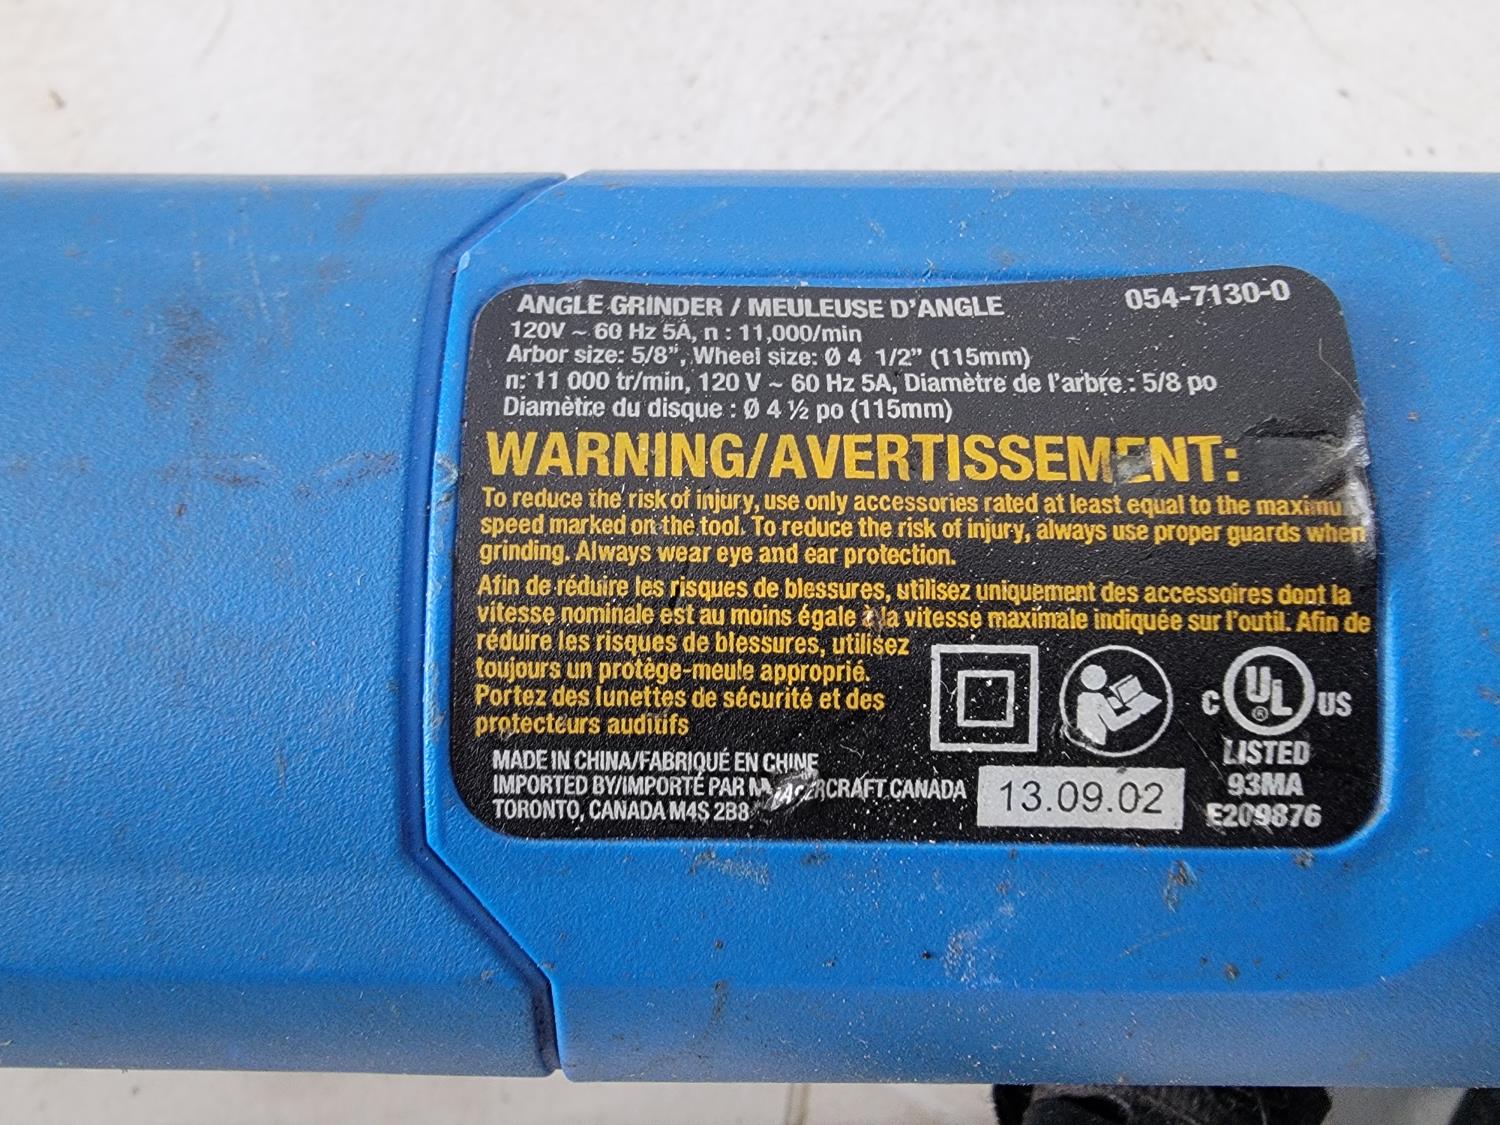 ANGLE GRINDER / MEULEUSE D'ANGLE 054-7130-0
120V ~ 60 Hz 5A, n : 11,000/min
Arbor size: 5/8", Wheel size: Ø 4 1/2" (115mm)
n: 11 000 tr/min, 120 V ~ 60 Hz 5A, Diamètre de l'arbre : 5/8 po
Diamètre du disque : Ø 4 ½ po (115mm)
WARNING/AVERTISSEMENT:
To reduce the risk of injury, use only accessories rated at least equal to the maximu
speed marked on the tool. To reduce the risk of injury, always use proper guards when
grinding. Always wear eye and ear protection.
Afin de réduire les risques de blessures, utilisez uniquement des accessoires dont la
vitesse nominale est au moins égale à la vitesse maximale indiquée sur l'outil. Afin de
réduire les risques de blessures, utilisez
toujours un protège-meule approprié.
Portez des lunettes de sécurité et des
protecteurs auditifs
MADE IN CHINA/FABRIQUÉ EN CHINE
IMPORTED BY/IMPORTÉ PAR MASTERCRAFT CANADA
TORONTO, CANADA M4S 2B8
13.09.02
C UL ® US
LISTED
93MA
E209876